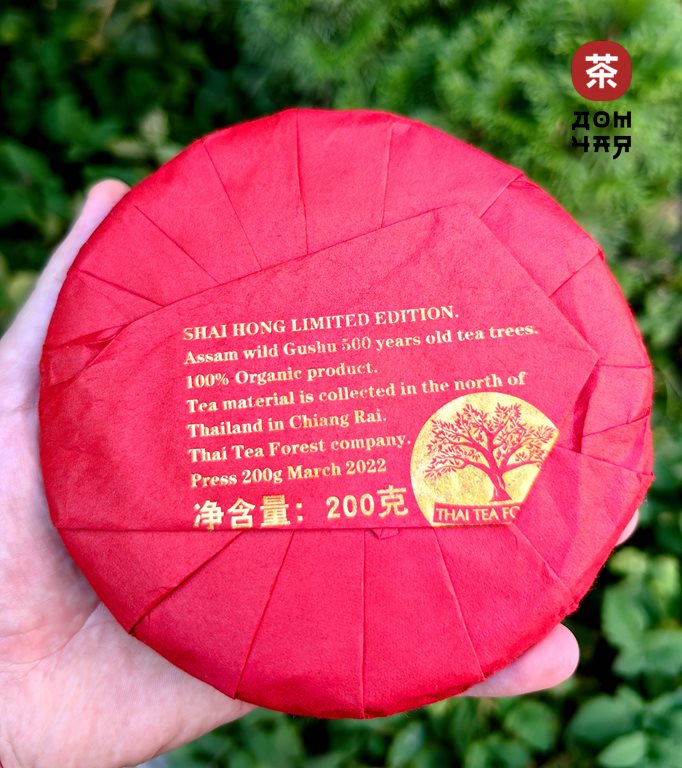 茶
ДОН
ЧАЯ
SHAI HONG LIMITED EDITION.
Assam wild Gushu 500 years old tea trees.
100% Organic product.
Tea material is collected in the north of
Thailand in Chiang Rai.
Thai Tea Forest company.
Press 200g March 2022
净含量：200克
THAI TEA FO